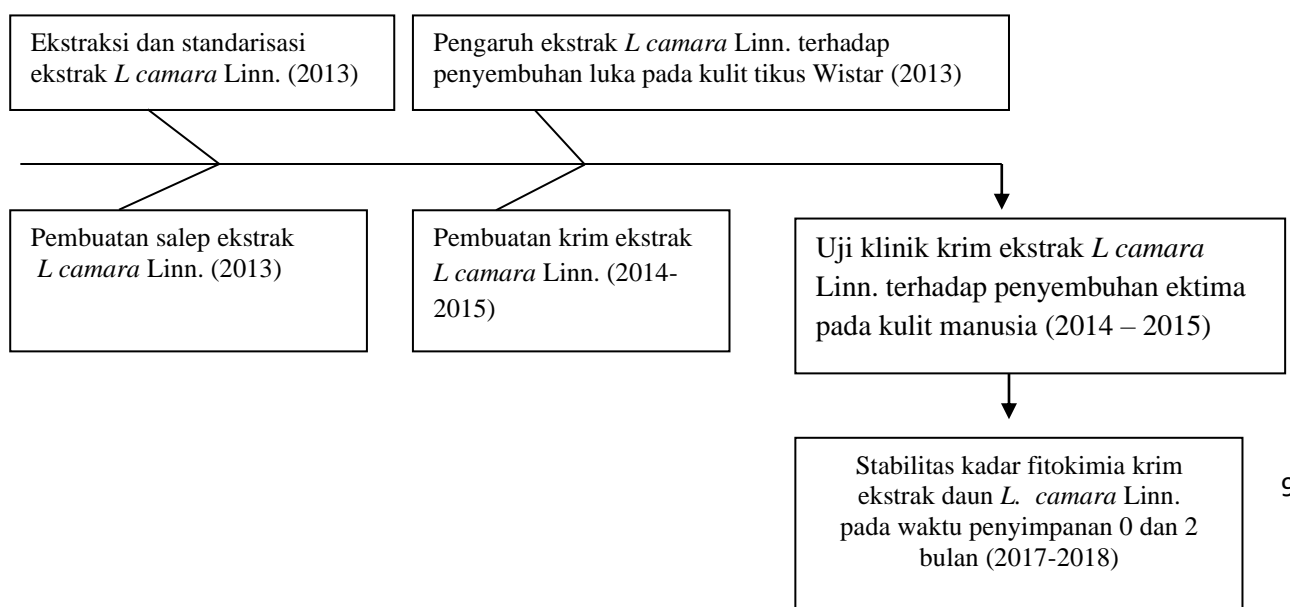 Ekstraksi dan standarisasi
ekstrak L camara Linn. (2013)
Pengaruh ekstrak L camara Linn. terhadap
penyembuhan luka pada kulit tikus Wistar (2013)
Pembuatan salep ekstrak
L camara Linn. (2013)
Pembuatan krim ekstrak
L camara Linn. (2014-
2015)
Uji klinik krim ekstrak L camara
Linn. terhadap penyembuhan ektima
pada kulit manusia (2014 – 2015)
Stabilitas kadar fitokimia krim
ekstrak daun L. camara Linn.
pada waktu penyimpanan 0 dan 2
bulan (2017-2018)
9